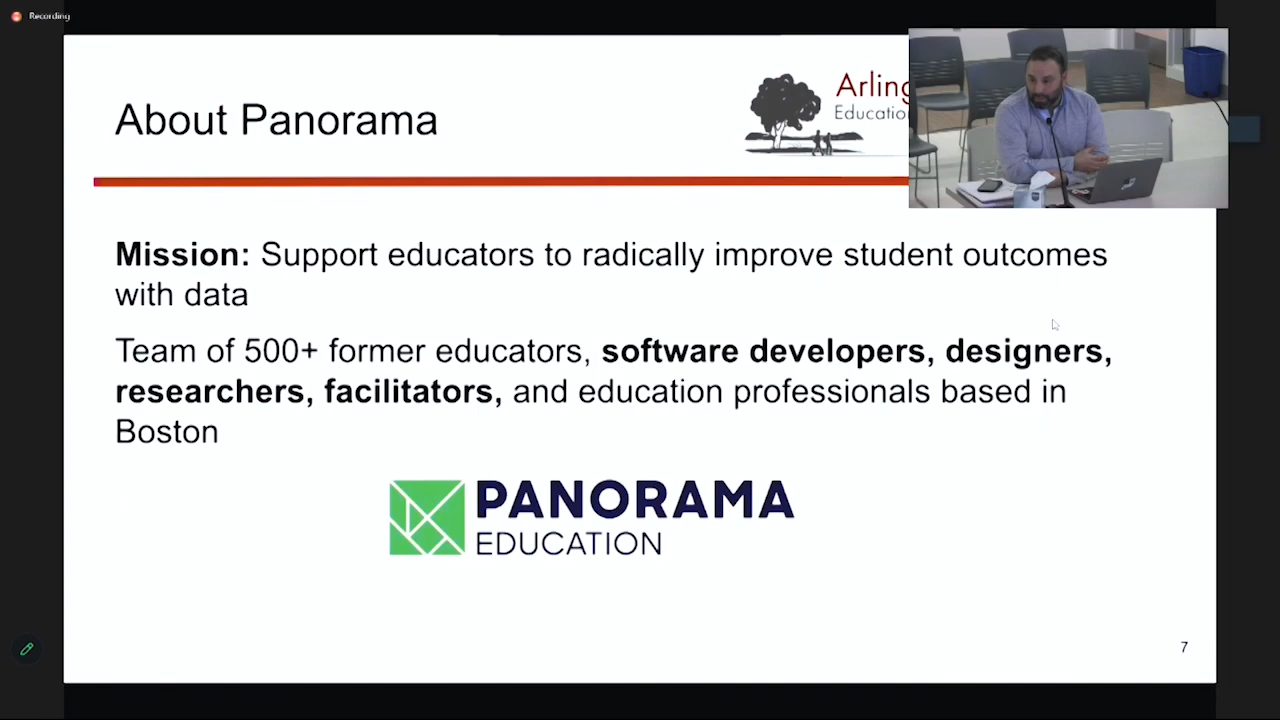 Recording
About Panorama
Arling
Education
Mission: Support educators to radically improve student outcomes
with data
Team of 500+ former educators, software developers, designers,
researchers, facilitators, and education professionals based in
Boston
PANORAMA
EDUCATION
7